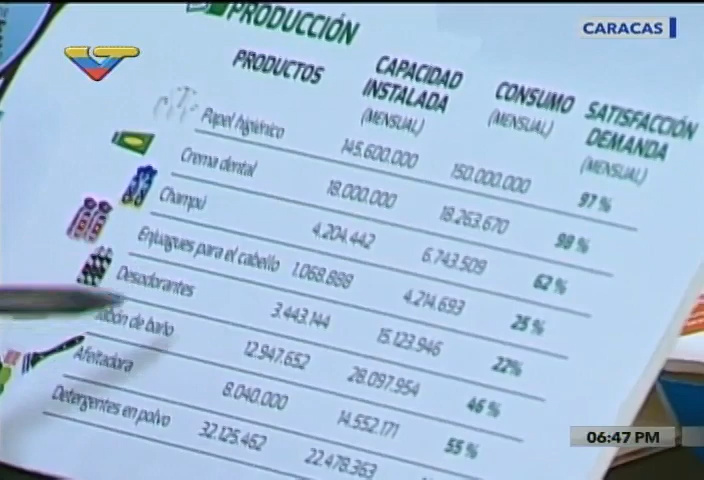 CARACAS
PRODUCCIÓN
PRODUCTOS CAPACIDAD INSTALADA (MENSUAL) CONSUMO (MENSUAL) SATISFACCIÓN DEMANDA (MENSUAL)
Papel higiénico 145.600.000 150.000.000 97 %
Crema dental 18.000.000 18.263.670 98 %
Champú 4.204.442 6.743.509 62 %
Enjuagues para el cabello 1.068.888 4.214.693 25 %
Desodorantes 3.443.144 15.123.946 22%
Jabón de baño 12.947.652 28.097.954 46 %
Afeitadora 8.040.000 14.552.171 55 %
Detergentes en polvo 32.125.462 22.478.363
06:47 PM